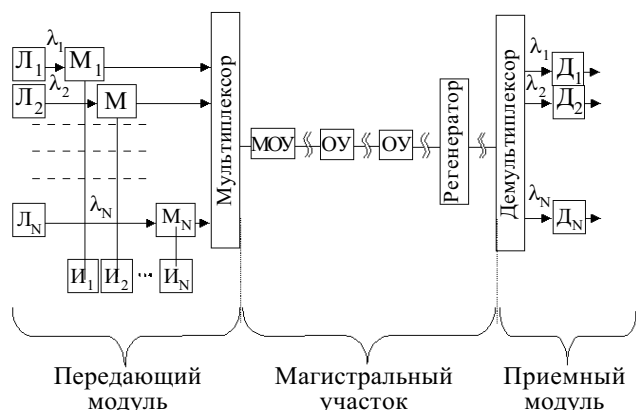 λ1 λ1
Л1 М1 Д1
λ2 λ2
Л2 М Д2
Мультиплексор
МОУ ОУ ОУ
Регенератор
Демультиплексор
λN λN
ЛN МN ДN
И1 И2 ... ИN
Передающий
модуль
Магистральный
участок
Приемный
модуль